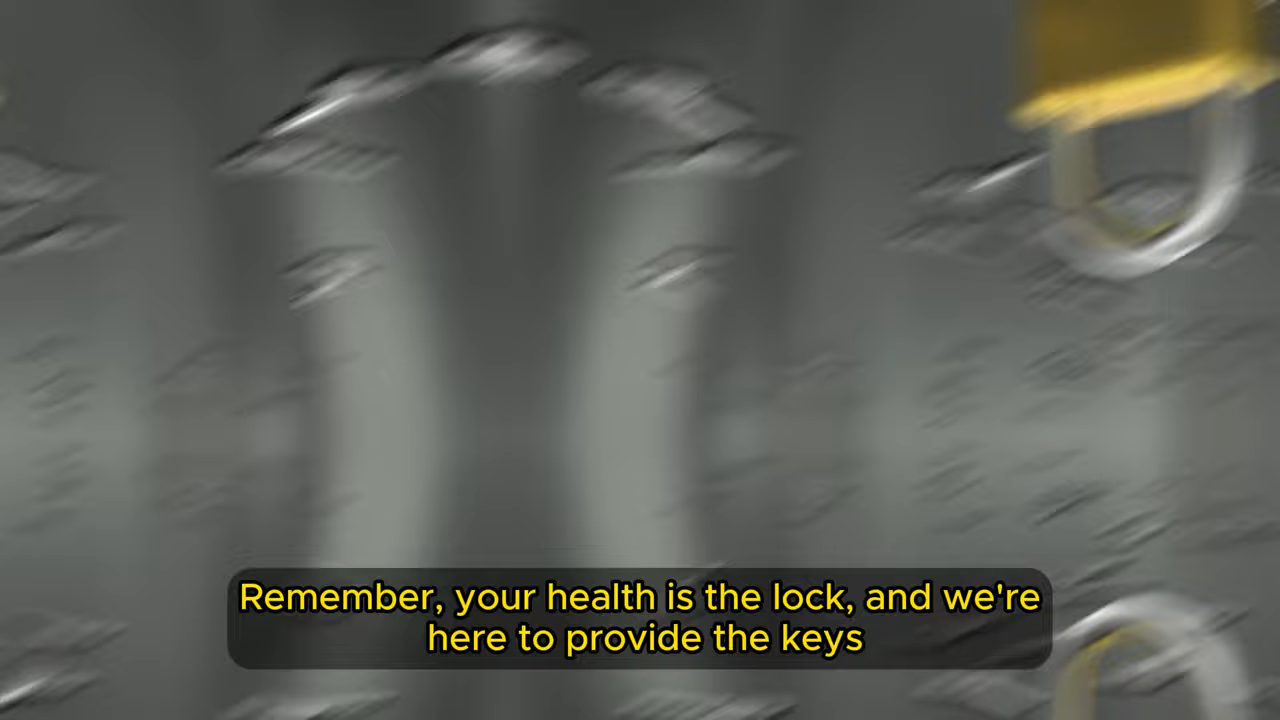 Remember, your health is the lock, and we're
here to provide the keys